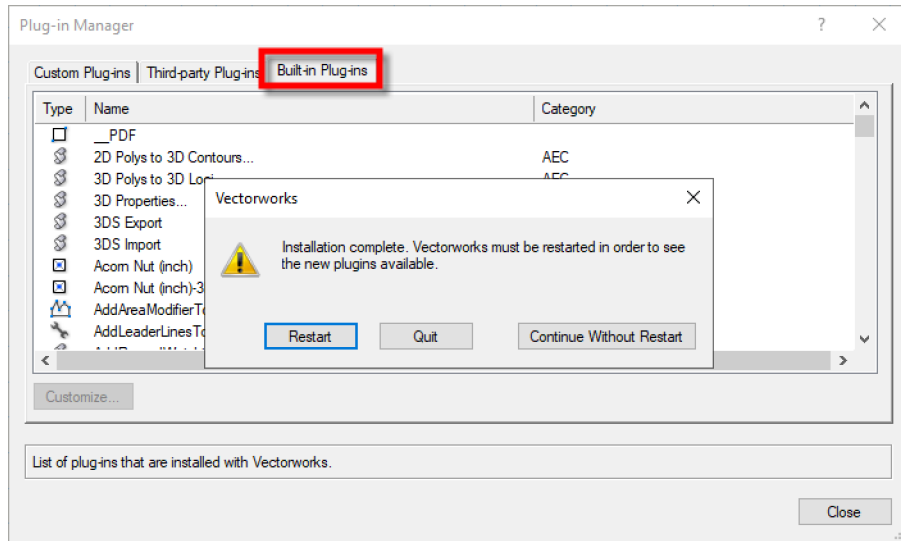 Plug-in Manager
?
Custom Plug-ins Third-party Plug-ins Built-in Plug-ins
Type Name Category
__PDF
2D Polys to 3D Contours... AEC
3D Polys to 3D
3D Properties...
3DS Export
3DS Import
Acorn Nut (inch)
Acorn Nut (inch)-3
AddAreaModifierTo
AddLeaderLinesTo
Vectorworks
Installation complete. Vectorworks must be restarted in order to see
the new plugins available.
Restart Quit Continue Without Restart
Customize...
List of plug-ins that are installed with Vectorworks.
Close